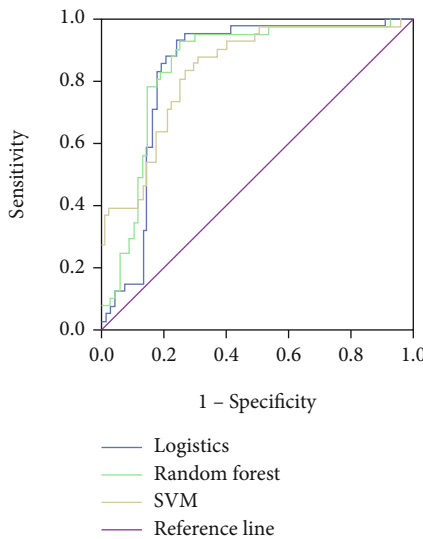 1.0
0.8
0.6
0.4
0.2
0.0
Sensitivity
0.0 0.2 0.4 0.6 0.8 1.0
1 – Specificity
Logistics
Random forest
SVM
Reference line